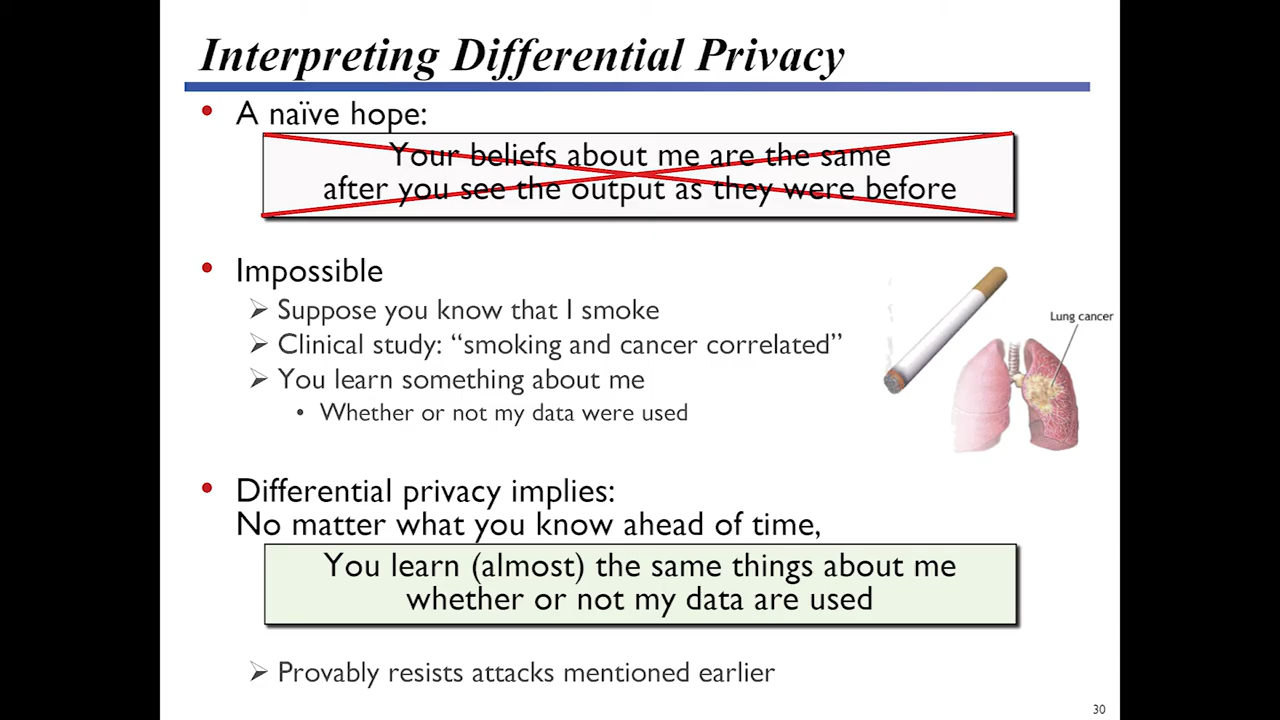 Interpreting Differential Privacy
• A naïve hope:
Your beliefs about me are the same
after you see the output as they were before
• Impossible
➢ Suppose you know that I smoke
➢ Clinical study: “smoking and cancer correlated”
➢ You learn something about me
• Whether or not my data were used
Lung cancer
• Differential privacy implies:
No matter what you know ahead of time,
You learn (almost) the same things about me
whether or not my data are used
➢ Provably resists attacks mentioned earlier
30